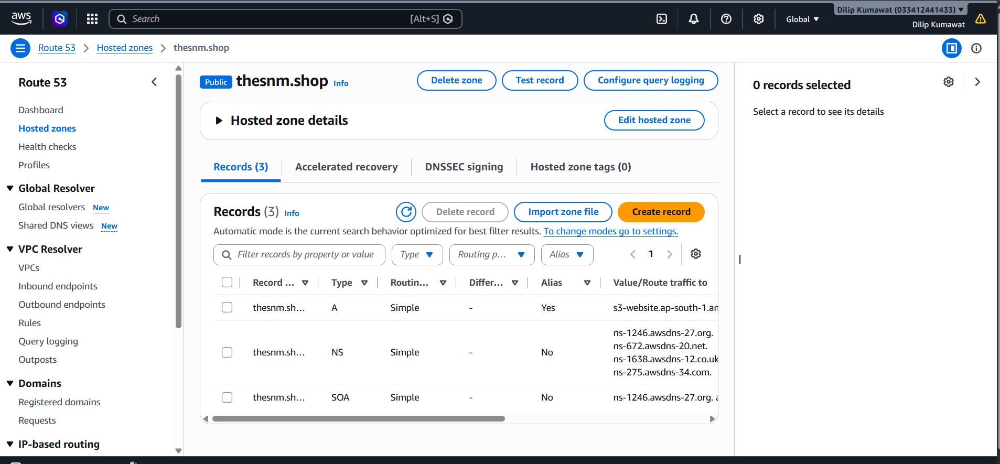 aws
Search [Alt+S]
Global
Dilip Kumawat (033412441433)
Dilip Kumawat
Route 53
Hosted zones
thesnm.shop
Route 53
Dashboard
Hosted zones
Health checks
Profiles
Global Resolver
Global resolvers New
Shared DNS views New
VPC Resolver
VPCs
Inbound endpoints
Outbound endpoints
Rules
Query logging
Outposts
Domains
Registered domains
Requests
IP-based routing
Public thesnm.shop Info
Delete zone
Test record
Configure query logging
Hosted zone details
Edit hosted zone
Records (3)
Accelerated recovery
DNSSEC signing
Hosted zone tags (0)
Records (3) Info
Delete record
Import zone file
Create record
Automatic mode is the current search behavior optimized for best filter results. To change modes go to settings.
Filter records by property or value
Type
Routing p...
Alias
1
Record ... Type Routin... Differ... Alias Value/Route traffic to
thesnm.sh... A Simple - Yes s3-website.ap-south-1.am
ns-1246.awsdns-27.org.
ns-672.awsdns-20.net.
thesnm.sh... NS Simple - No
ns-1638.awsdns-12.co.uk
ns-275.awsdns-34.com.
thesnm.sh... SOA Simple - No ns-1246.awsdns-27.org. a
0 records selected
Select a record to see its details